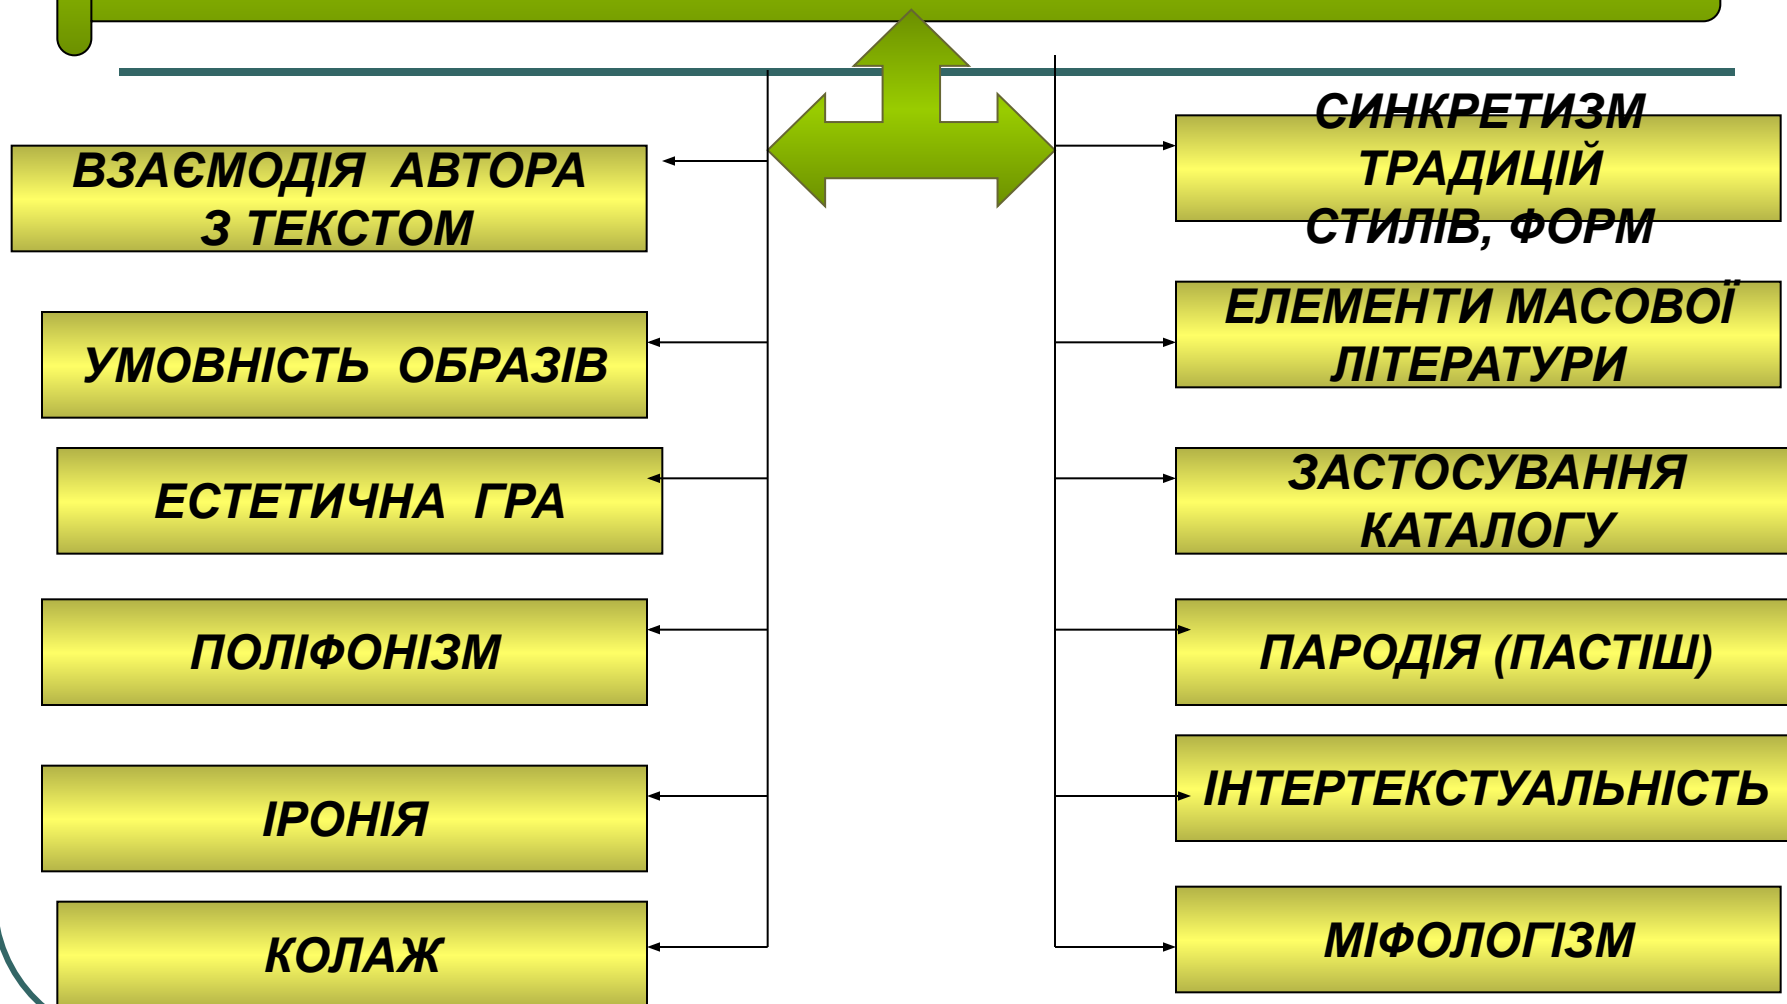 ВЗАЄМОДІЯ АВТОРА
З ТЕКСТОМ
УМОВНІСТЬ ОБРАЗІВ
ЕСТЕТИЧНА ГРА
ПОЛІФОНІЗМ
ІРОНІЯ
КОЛАЖ
СИНКРЕТИЗМ
ТРАДИЦІЙ
СТИЛІВ, ФОРМ
ЕЛЕМЕНТИ МАСОВОЇ
ЛІТЕРАТУРИ
ЗАСТОСУВАННЯ
КАТАЛОГУ
ПАРОДІЯ (ПАСТІШ)
ІНТЕРТЕКСТУАЛЬНІСТЬ
МІФОЛОГІЗМ